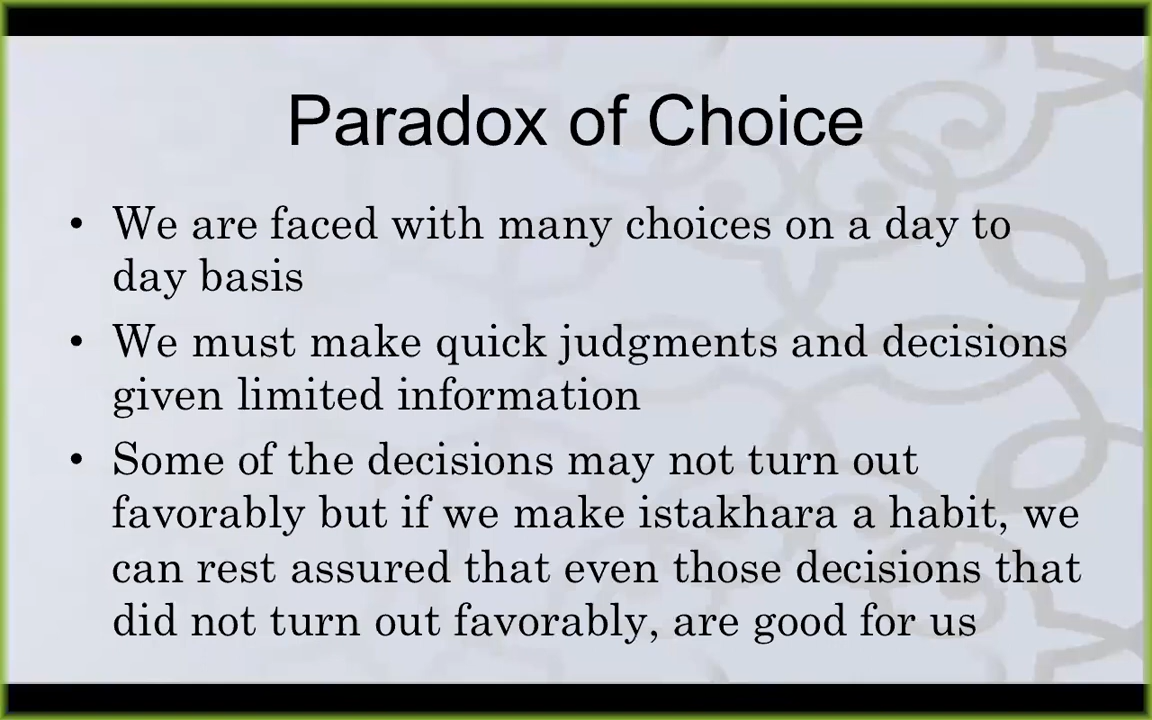 Paradox of Choice
• We are faced with many choices on a day to
day basis
• We must make quick judgments and decisions
given limited information
• Some of the decisions may not turn out
favorably but if we make istakhara a habit, we
can rest assured that even those decisions that
did not turn out favorably, are good for us